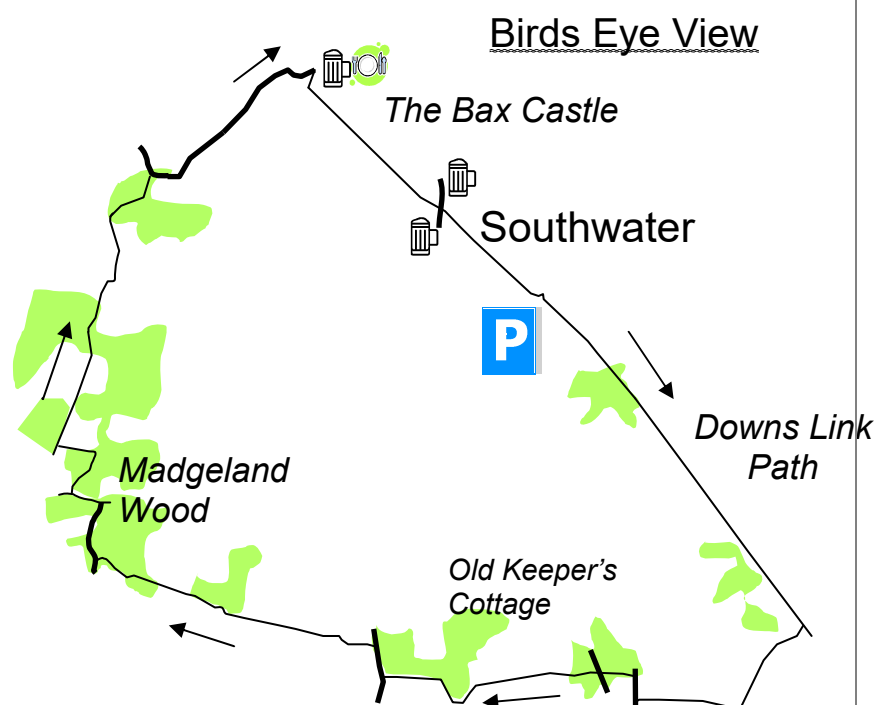 Birds Eye View
The Bax Castle
Southwater
P
Downs Link
Path
Madgeland
Wood
Old Keeper's
Cottage